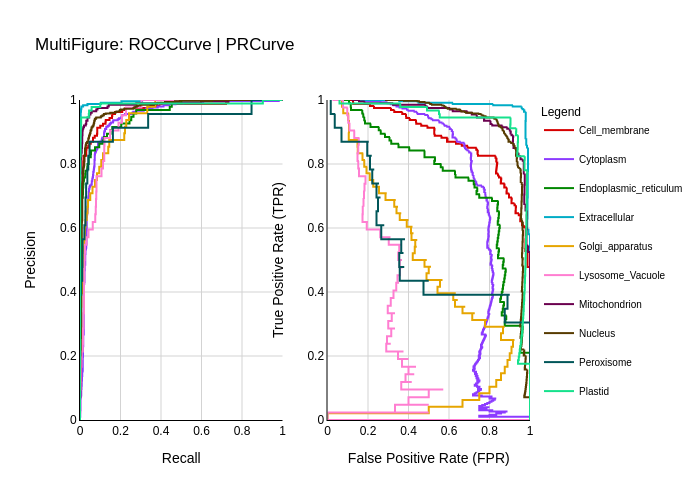 MultiFigure: ROCCurve | PRCurve
Precision
1
0.8
0.6
0.4
0.2
0
0 0.2 0.4 0.6 0.8 1
Recall
True Positive Rate (TPR)
1
0.8
0.6
0.4
0.2
0
0 0.2 0.4 0.6 0.8 1
False Positive Rate (FPR)
Legend
Cell_membrane
Cytoplasm
Endoplasmic_reticulum
Extracellular
Golgi_apparatus
Lysosome_Vacuole
Mitochondrion
Nucleus
Peroxisome
Plastid